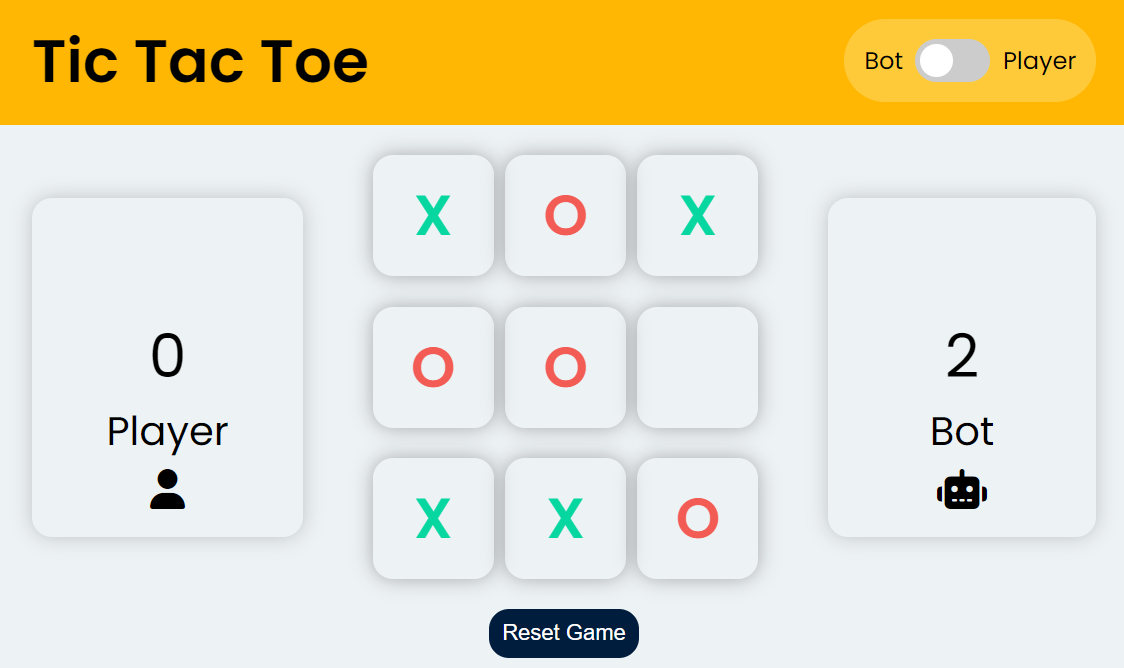 Tic Tac Toe
Bot Player
X O X
O O
X X O
0
Player
2
Bot
Reset Game